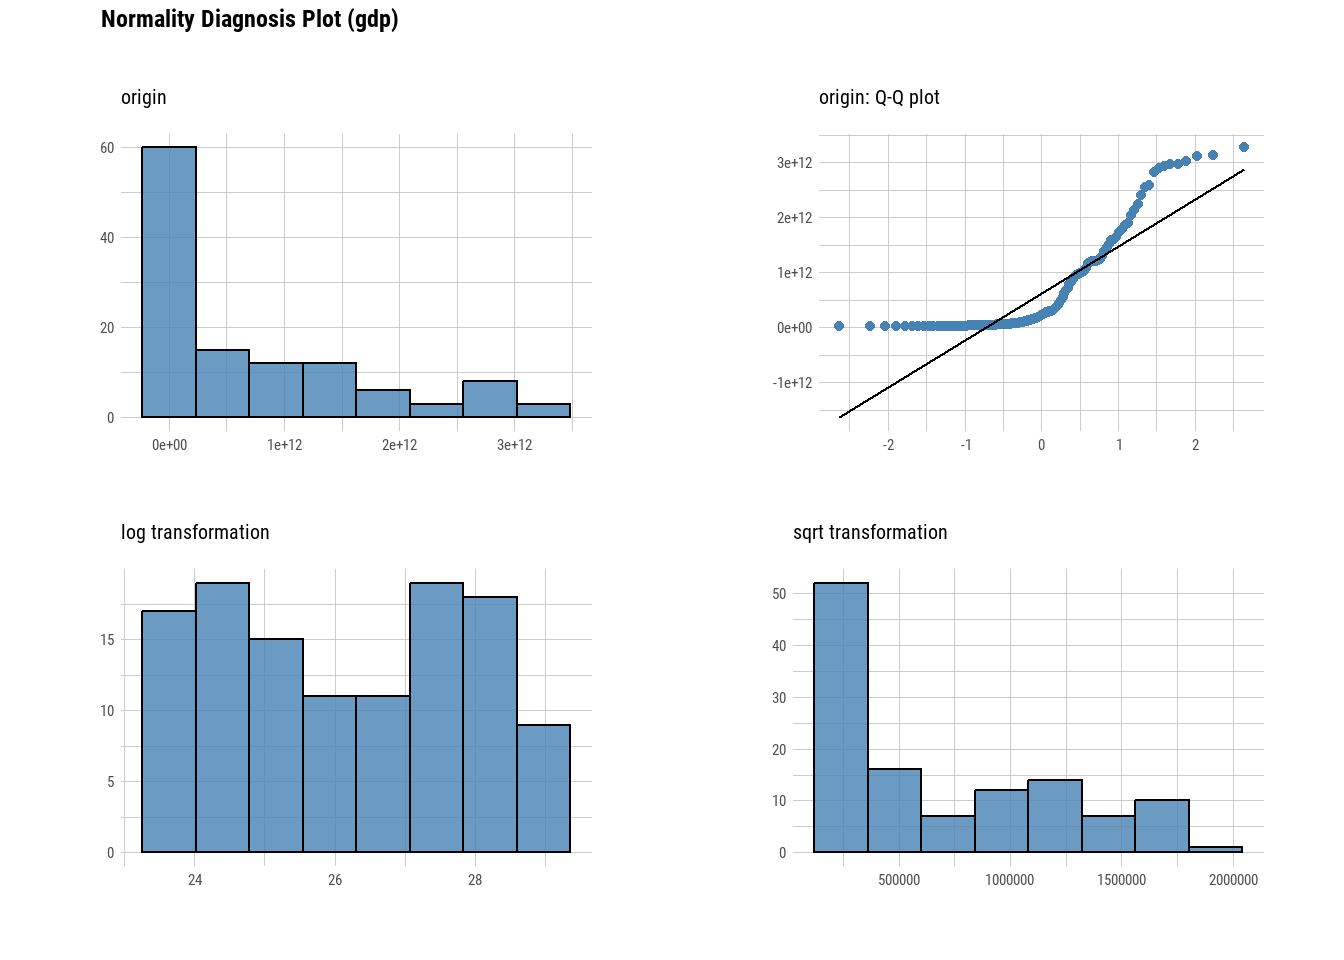 Normality Diagnosis Plot (gdp)
origin
60
40
20
0
0e+00 1e+12 2e+12 3e+12
origin: Q-Q plot
3e+12
2e+12
1e+12
0e+00
-1e+12
-2 -1 0 1 2
log transformation
15
10
5
0
24 26 28
sqrt transformation
50
40
30
20
10
0
500000 1000000 1500000 2000000